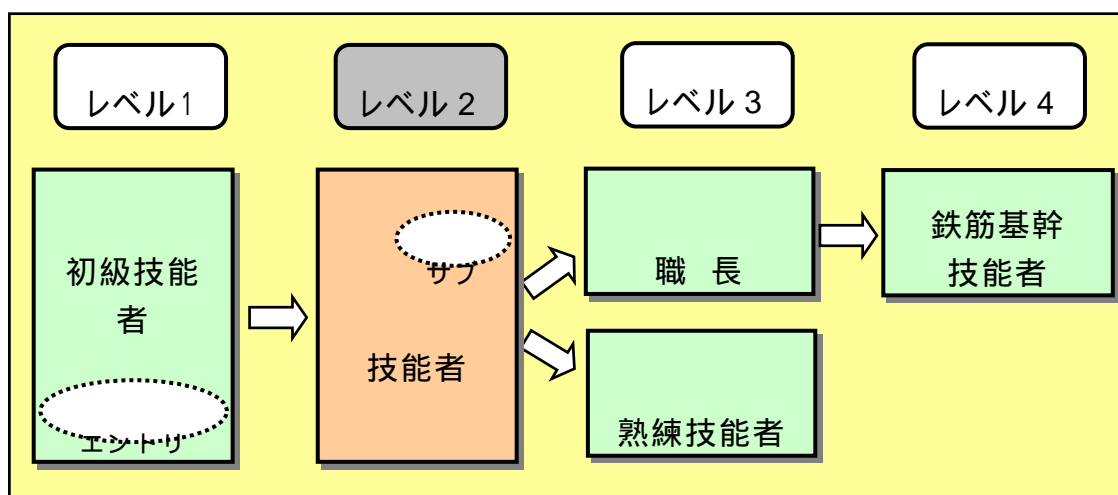 レベル1
レベル 2
レベル 3
レベル 4
初級技能
者
エントリ
サブ
技能者
職 長
熟練技能者
鉄筋基幹
技能者